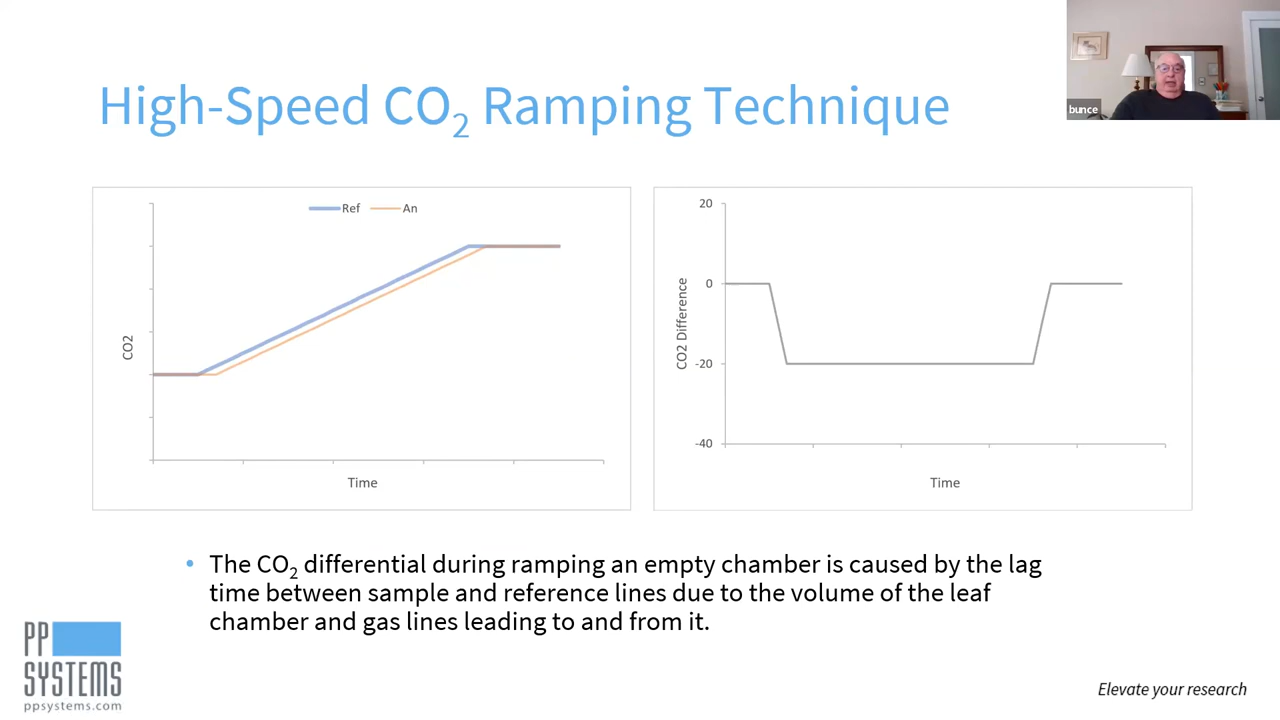 bunce
High-Speed CO2 Ramping Technique
Ref An
CO2
Time
20
0
-20
-40
CO2 Difference
Time
• The CO2 differential during ramping an empty chamber is caused by the lag
time between sample and reference lines due to the volume of the leaf
chamber and gas lines leading to and from it.
PP
SYSTEMS
ppsystems.com
Elevate your research